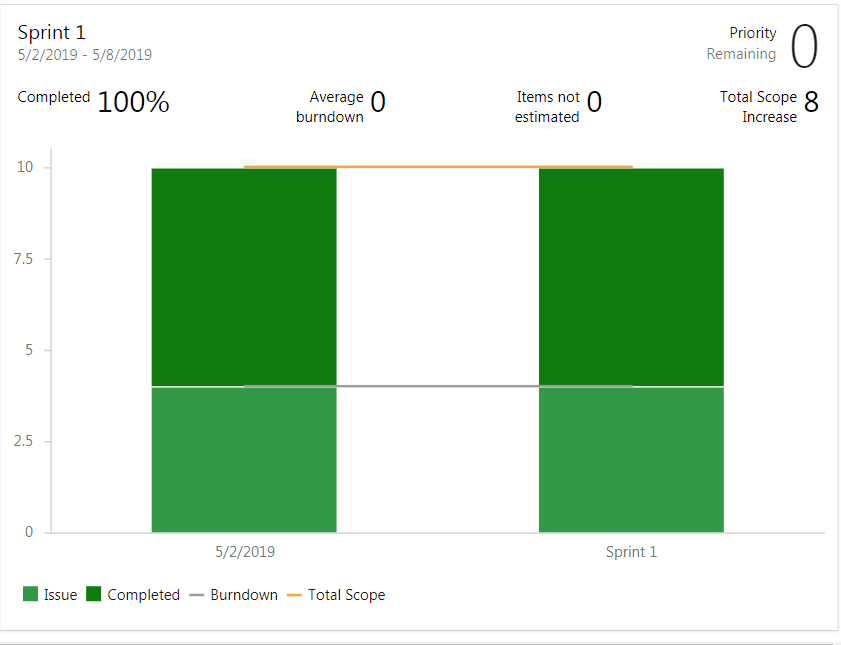 Sprint 1
5/2/2019 - 5/8/2019
Priority
Remaining
0
Completed 100%
Average
burndown
0
Items not
estimated
0
Total Scope
Increase
8
10
7.5
5
2.5
0
5/2/2019
Sprint 1
Issue
Completed
Burndown
Total Scope